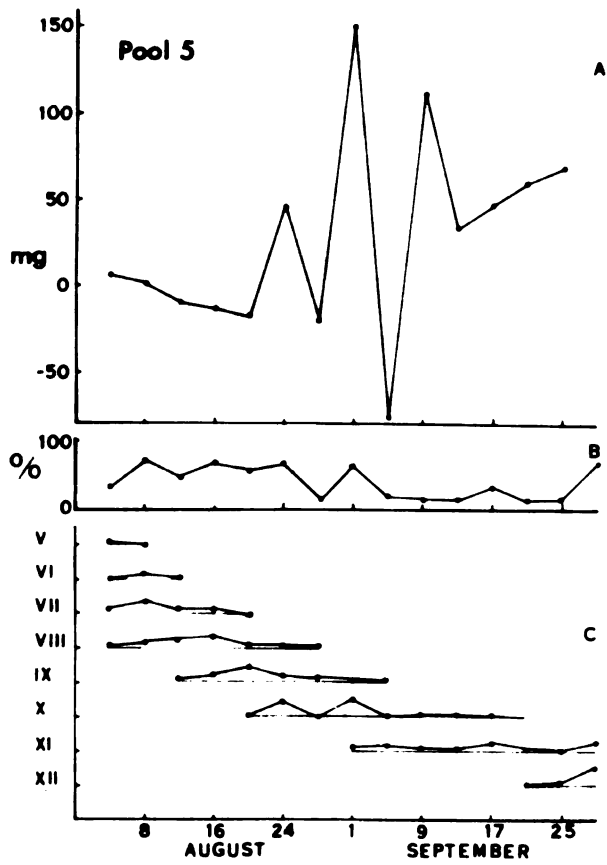 Pool 5
A
150
100
50
mg
0
-50
100
%
0
B
V
VI
VII
VIII
C
IX
X
XI
XII
8 16 24 1 9 17 25
AUGUST SEPTEMBER